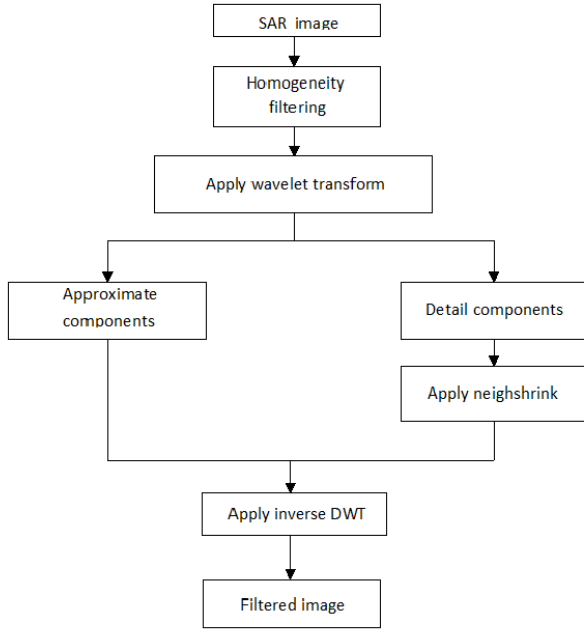 SAR image
Homogeneity
filtering
Apply wavelet transform
Approximate
components
Detail components
Apply neighshrink
Apply inverse DWT
Filtered image